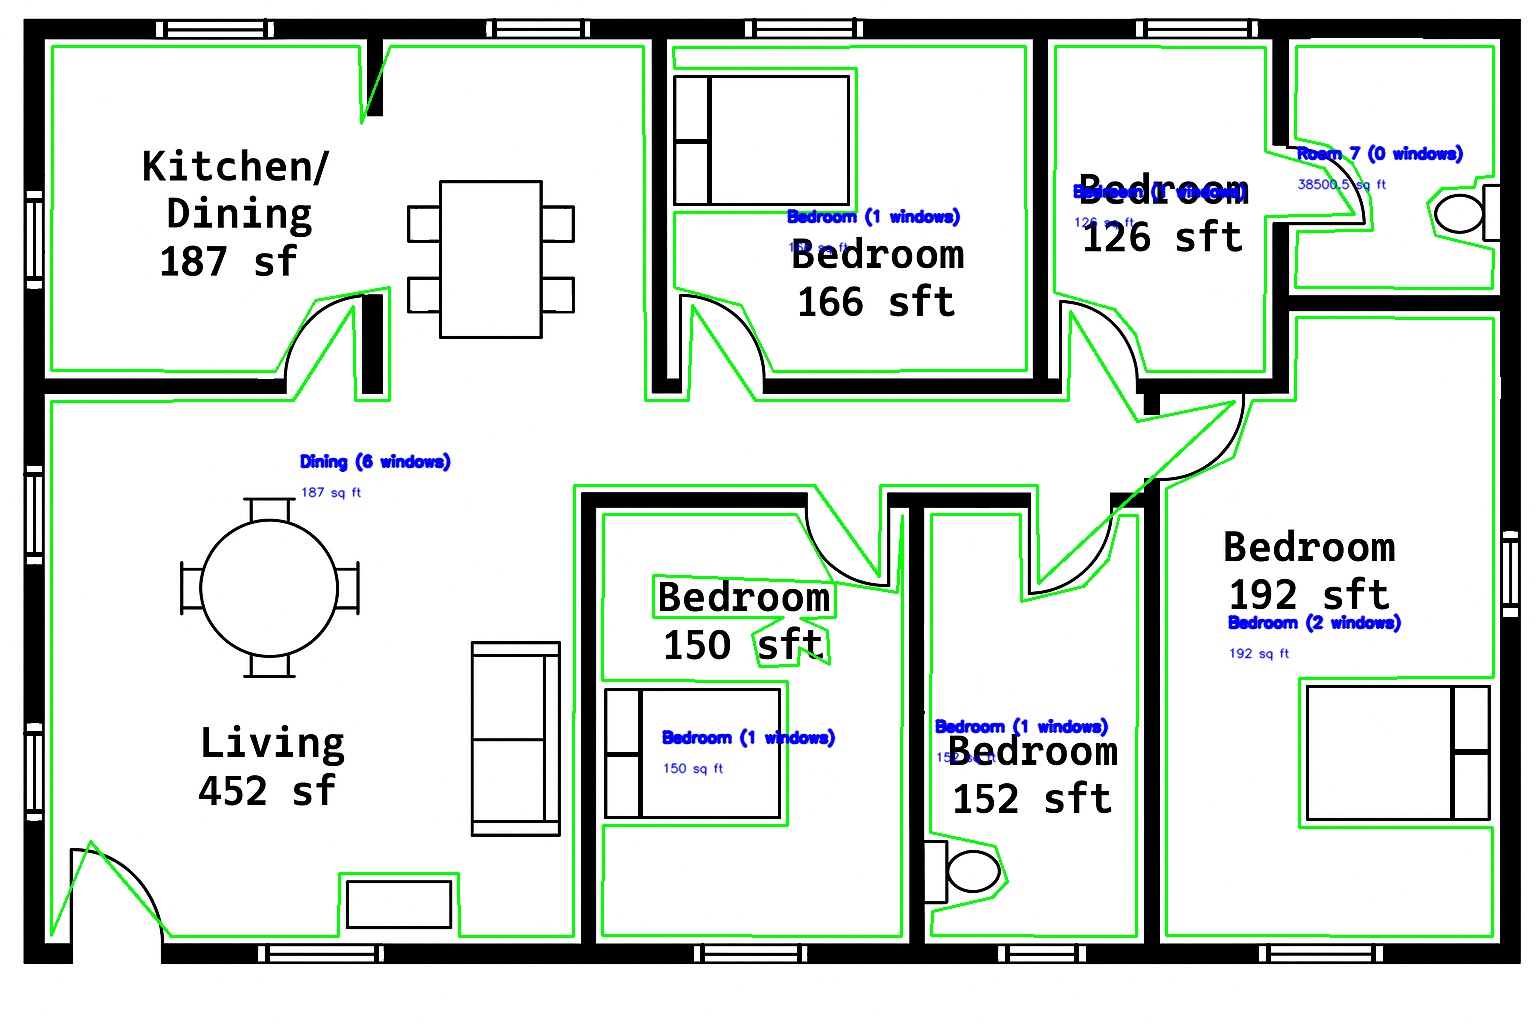 Kitchen/
Dining
187 sf
Bedroom (1 windows)
166 sq ft
Bedroom
166 sft
Bedroom (1 windows)
126 sq ft
Bedroom
126 sft
Room 7 (0 windows)
38500.5 sq ft
Dining (6 windows)
187 sq ft
Living
452 sf
Bedroom
150 sft
Bedroom (1 windows)
150 sq ft
Bedroom (1 windows)
152 sq ft
Bedroom
152 sft
Bedroom
192 sft
Bedroom (2 windows)
192 sq ft